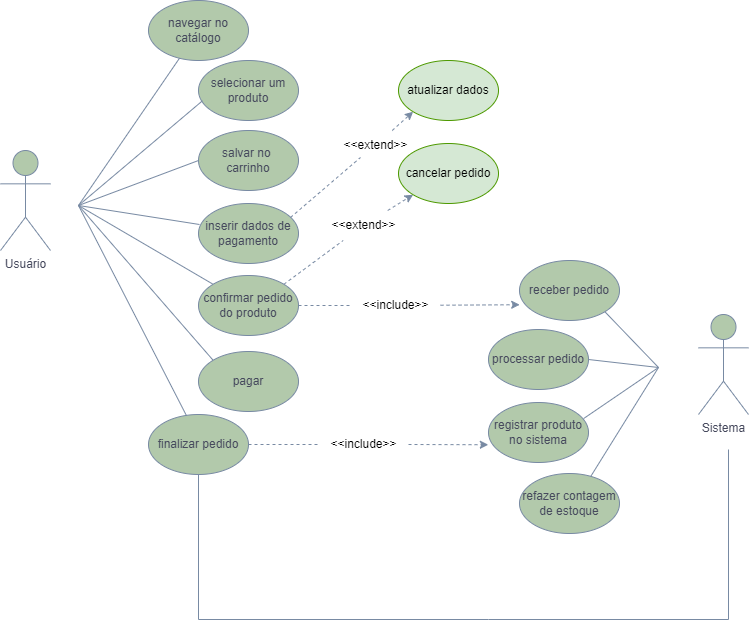 navegar no
catálogo
selecionar um
produto
atualizar dados
<<extend>>
salvar no
carrinho
cancelar pedido
inserir dados de
pagamento
<<extend>>
Usuário
confirmar pedido
do produto
<<include>>
receber pedido
processar pedido
pagar
registrar produto
no sistema
Sistema
finalizar pedido
<<include>>
refazer contagem
de estoque